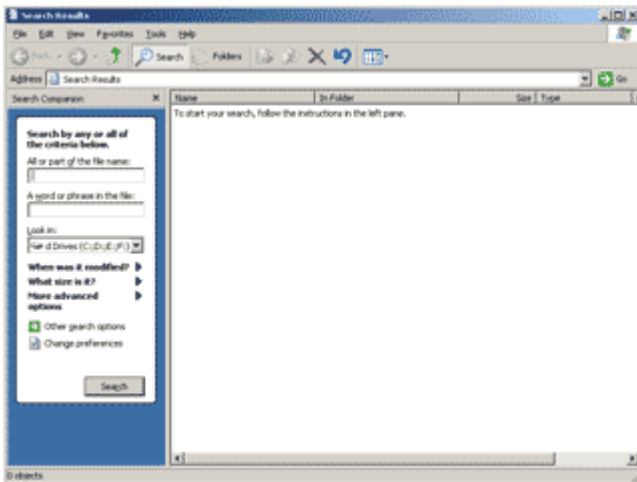 Search Results
File Edit View Favorites Tools Help
Back Search Folders
Address Search Results Go
Search Companion
Name In Folder Size Type
To start your search, follow the instructions in the left pane.
Search by any or all of
the criteria below.
All or part of the file name:
A word or phrase in the file:
Look in:
d Drives (C:;D:;E:;F:)
When was it modified?
What size is it?
More advanced
options
Other search options
Change preferences
Search
0 objects